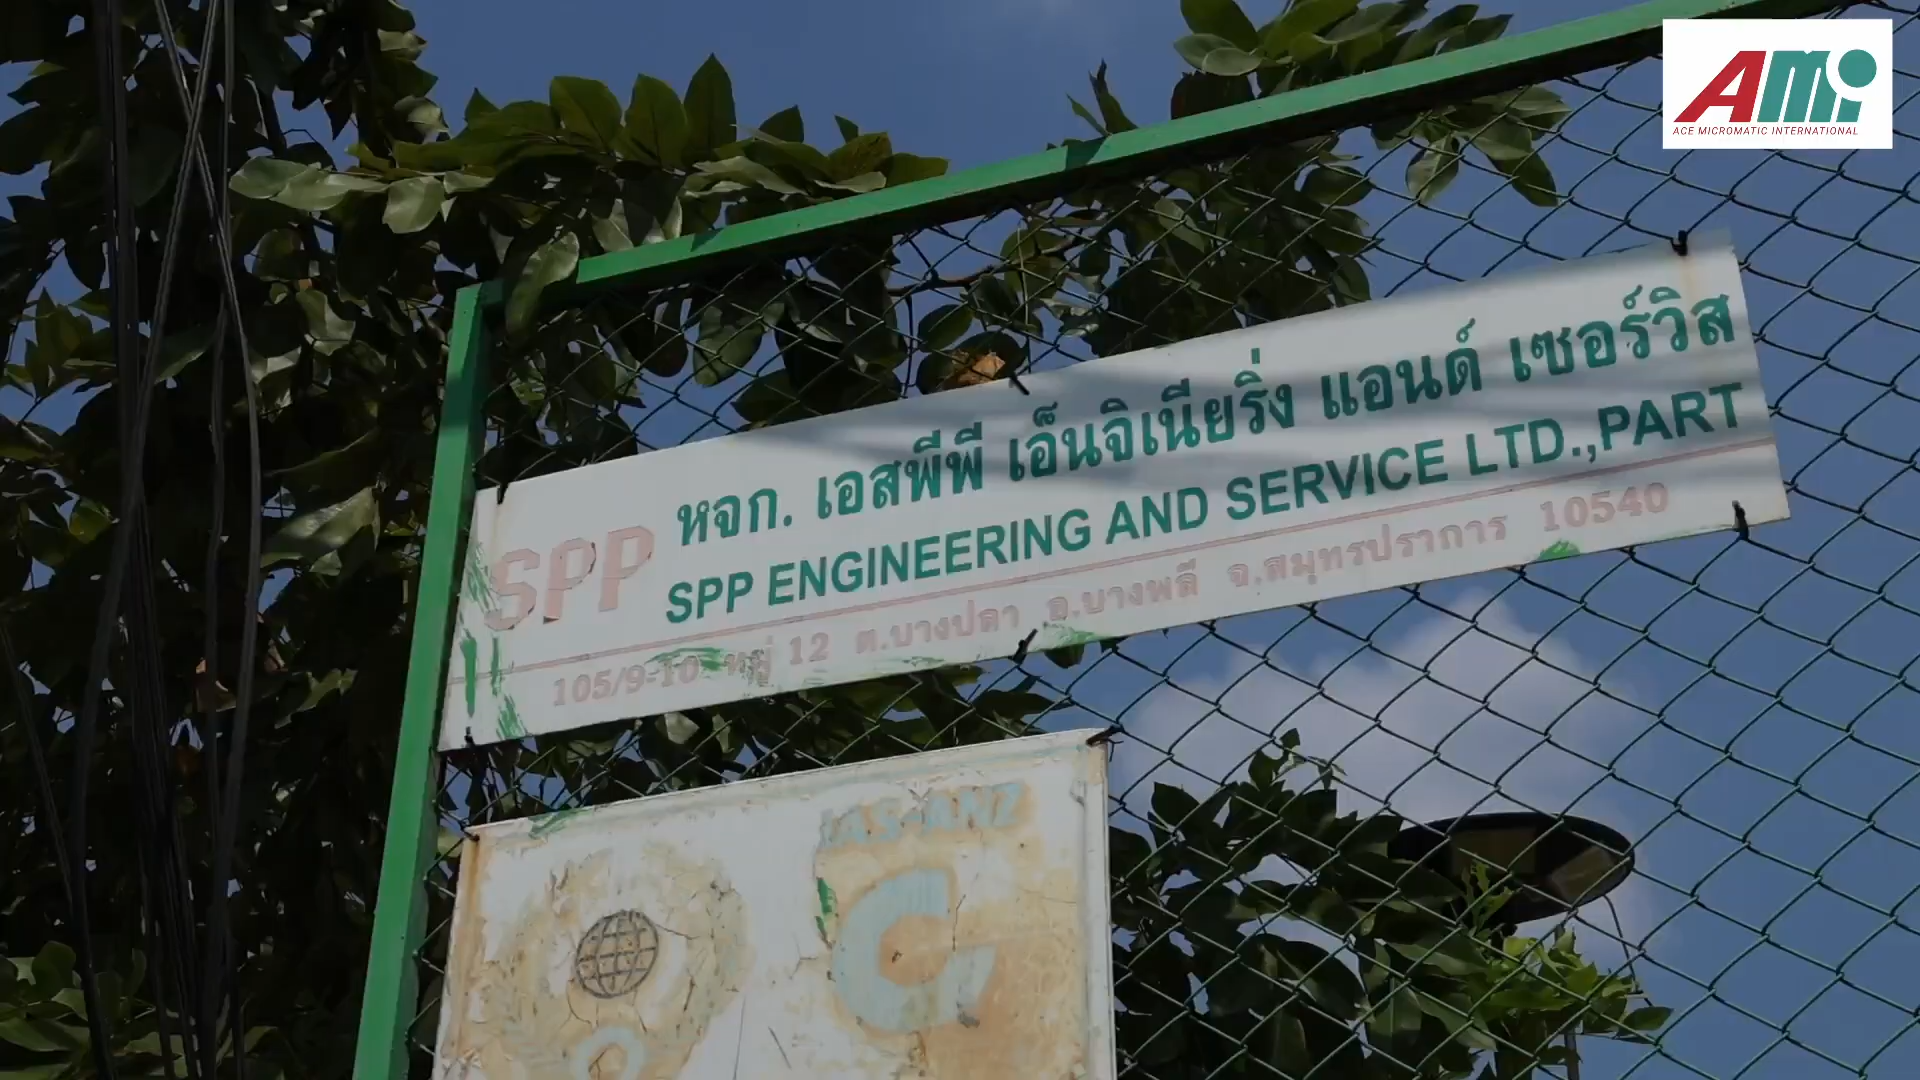 AMi
ACE MICROMATIC INTERNATIONAL
SPP
หจก. เอสพีพี เอ็นจิเนียริ่ง แอนด์ เซอร์วิส
SPP ENGINEERING AND SERVICE LTD.,PART
105/9-10 หมู่ 12 ต.บางปลา อ.บางพลี จ.สมุทรปราการ 10540
JAS-ANZ